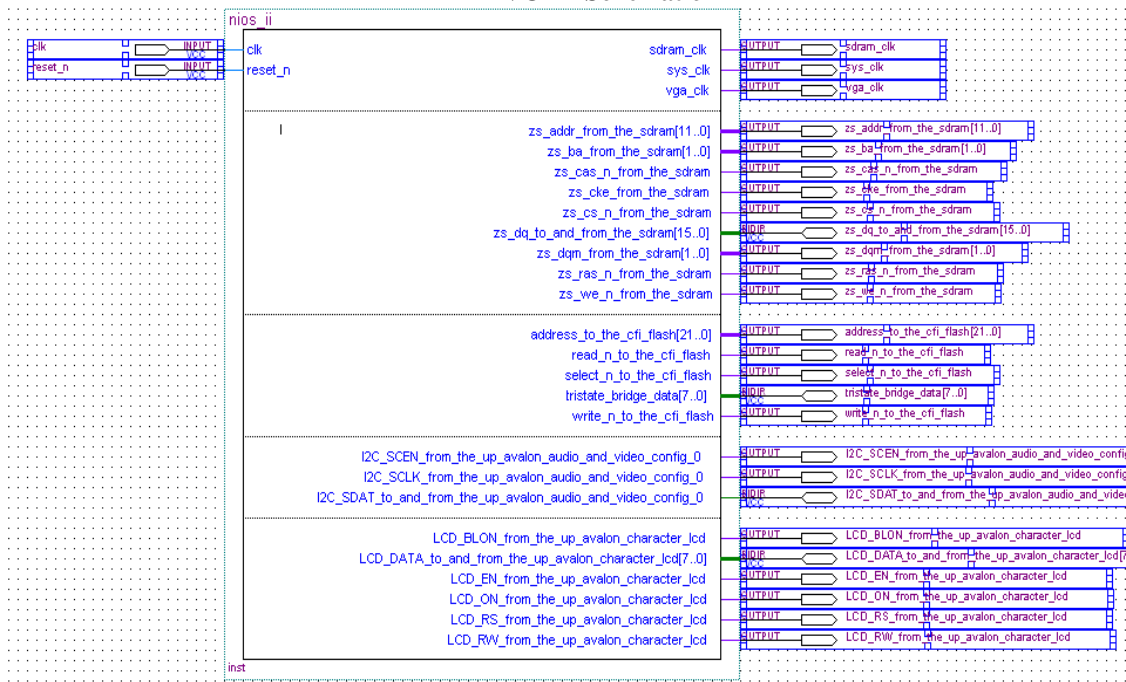 nios_ii
clk INPUT VCC clk sdram_clk OUTPUT sdram_clk
reset_n INPUT VCC reset_n sys_clk OUTPUT sys_clk
vga_clk OUTPUT vga_clk
zs_addr_from_the_sdram[11..0] OUTPUT zs_addr_from_the_sdram[11..0]
zs_ba_from_the_sdram[1..0] OUTPUT zs_ba_from_the_sdram[1..0]
zs_cas_n_from_the_sdram OUTPUT zs_cas_n_from_the_sdram
zs_cke_from_the_sdram OUTPUT zs_cke_from_the_sdram
zs_cs_n_from_the_sdram OUTPUT zs_cs_n_from_the_sdram
zs_dq_to_and_from_the_sdram[15..0] BIDIR VCC zs_dq_to_and_from_the_sdram[15..0]
zs_dqm_from_the_sdram[1..0] OUTPUT zs_dqm_from_the_sdram[1..0]
zs_ras_n_from_the_sdram OUTPUT zs_ras_n_from_the_sdram
zs_we_n_from_the_sdram OUTPUT zs_we_n_from_the_sdram
address_to_the_cfi_flash[21..0] OUTPUT address_to_the_cfi_flash[21..0]
read_n_to_the_cfi_flash OUTPUT read_n_to_the_cfi_flash
select_n_to_the_cfi_flash OUTPUT select_n_to_the_cfi_flash
tristate_bridge_data[7..0] BIDIR VCC tristate_bridge_data[7..0]
write_n_to_the_cfi_flash OUTPUT write_n_to_the_cfi_flash
I2C_SCEN_from_the_up_avalon_audio_and_video_config_0 OUTPUT I2C_SCEN_from_the_up_avalon_audio_and_video_config
I2C_SCLK_from_the_up_avalon_audio_and_video_config_0 OUTPUT I2C_SCLK_from_the_up_avalon_audio_and_video_config
I2C_SDAT_to_and_from_the_up_avalon_audio_and_video_config_0 BIDIR VCC I2C_SDAT_to_and_from_the_up_avalon_audio_and_video
LCD_BLON_from_the_up_avalon_character_lcd OUTPUT LCD_BLON_from_the_up_avalon_character_lcd
LCD_DATA_to_and_from_the_up_avalon_character_lcd[7..0] BIDIR VCC LCD_DATA_to_and_from_the_up_avalon_character_lcd[7
LCD_EN_from_the_up_avalon_character_lcd OUTPUT LCD_EN_from_the_up_avalon_character_lcd
LCD_ON_from_the_up_avalon_character_lcd OUTPUT LCD_ON_from_the_up_avalon_character_lcd
LCD_RS_from_the_up_avalon_character_lcd OUTPUT LCD_RS_from_the_up_avalon_character_lcd
LCD_RW_from_the_up_avalon_character_lcd OUTPUT LCD_RW_from_the_up_avalon_character_lcd
inst